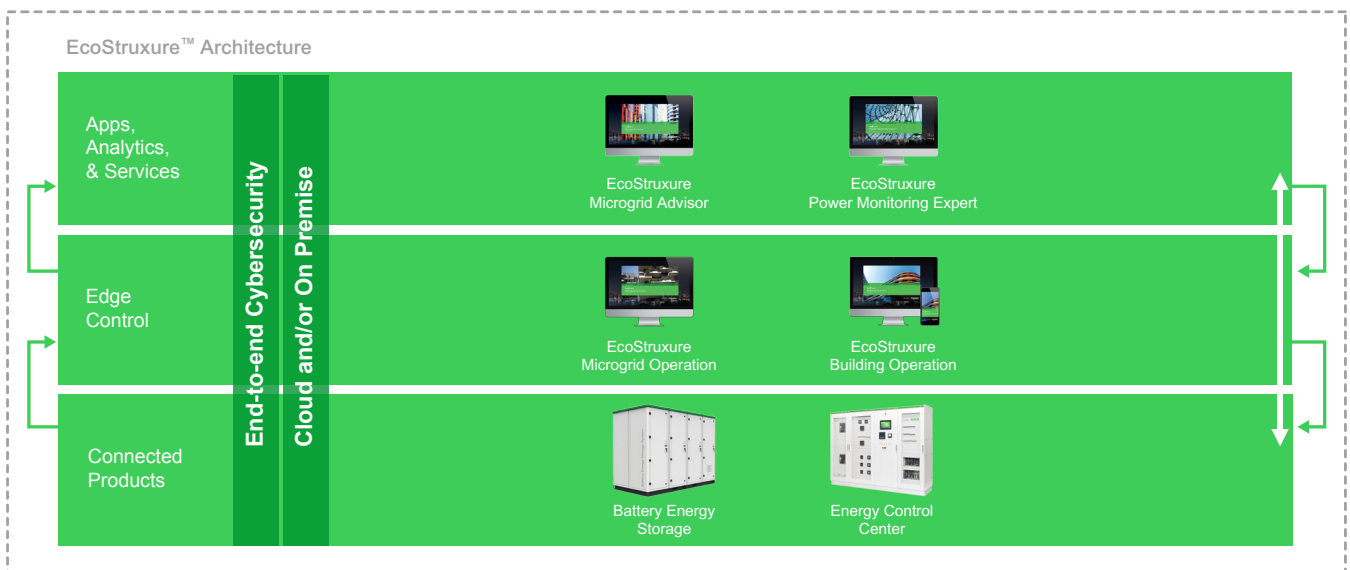 EcoStruxure™ Architecture
Apps,
Analytics,
& Services
End-to-end Cybersecurity
Cloud and/or On Premise
EcoStruxure
Microgrid Advisor
EcoStruxure
Power Monitoring Expert
Edge
Control
EcoStruxure
Microgrid Operation
EcoStruxure
Building Operation
Connected
Products
Battery Energy
Storage
Energy Control
Center